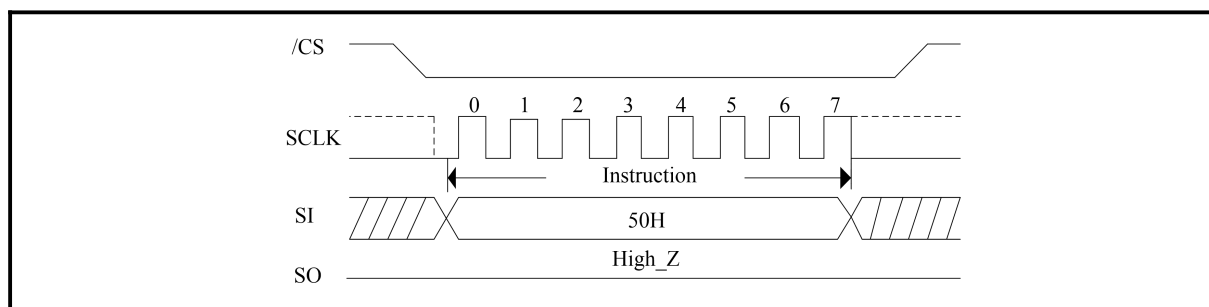 /CS
0 1 2 3 4 5 6 7
SCLK
Instruction
SI
50H
High_Z
SO